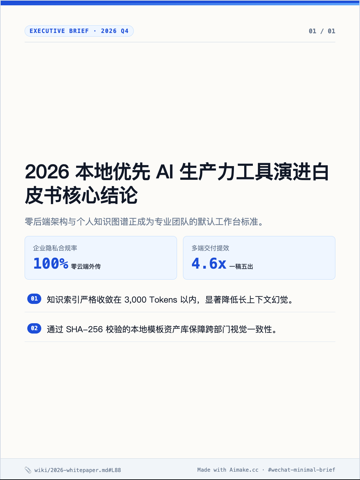 EXECUTIVE BRIEF · 2026 Q4
01 / 01
2026 本地优先 AI 生产力工具演进白
皮书核心结论
零后端架构与个人知识图谱正成为专业团队的默认工作台标准。
企业隐私合规率
100% 零云端外传
多端交付提效
4.6x 一稿五出
01 知识索引严格收敛在 3,000 Tokens 以内，显著降低长上下文幻觉。
02 通过 SHA-256 校验的本地模板资产库保障跨部门视觉一致性。
wiki/2026-whitepaper.md#L88
Made with Aimake.cc · #wechat-minimal-brief